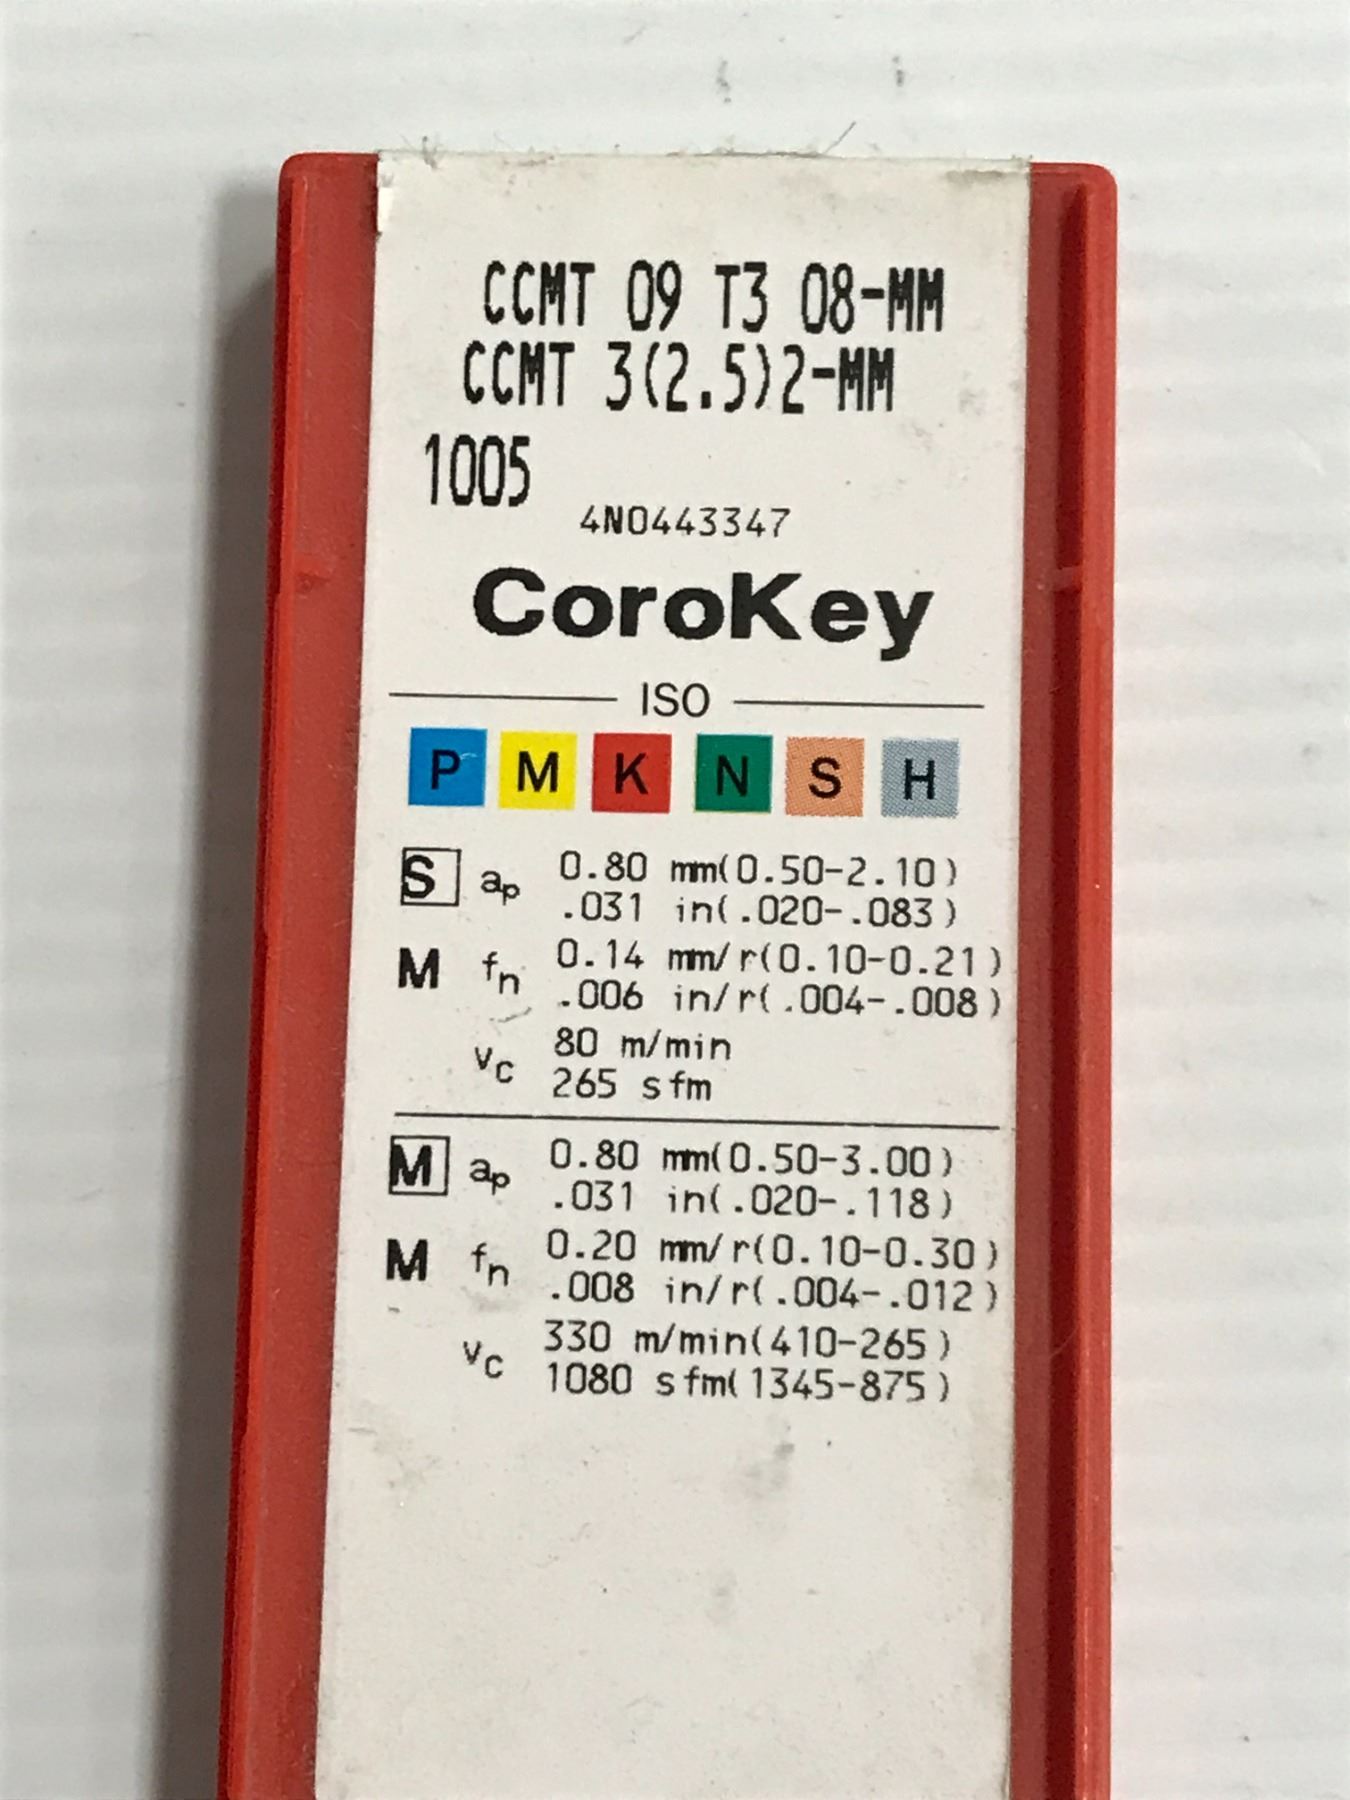 CCMT 09 T3 08-MM
CCMT 3(2.5)2-MM
1005
4N0443347
CoroKey
ISO
P M K N S H
S ap 0.80 mm(0.50-2.10)
.031 in(.020-.083)
M fn 0.14 mm/r(0.10-0.21)
.006 in/r(.004-.008)
vc 80 m/min
265 sfm
M ap 0.80 mm(0.50-3.00)
.031 in(.020-.118)
M fn 0.20 mm/r(0.10-0.30)
.008 in/r(.004-.012)
vc 330 m/min(410-265)
1080 sfm(1345-875)